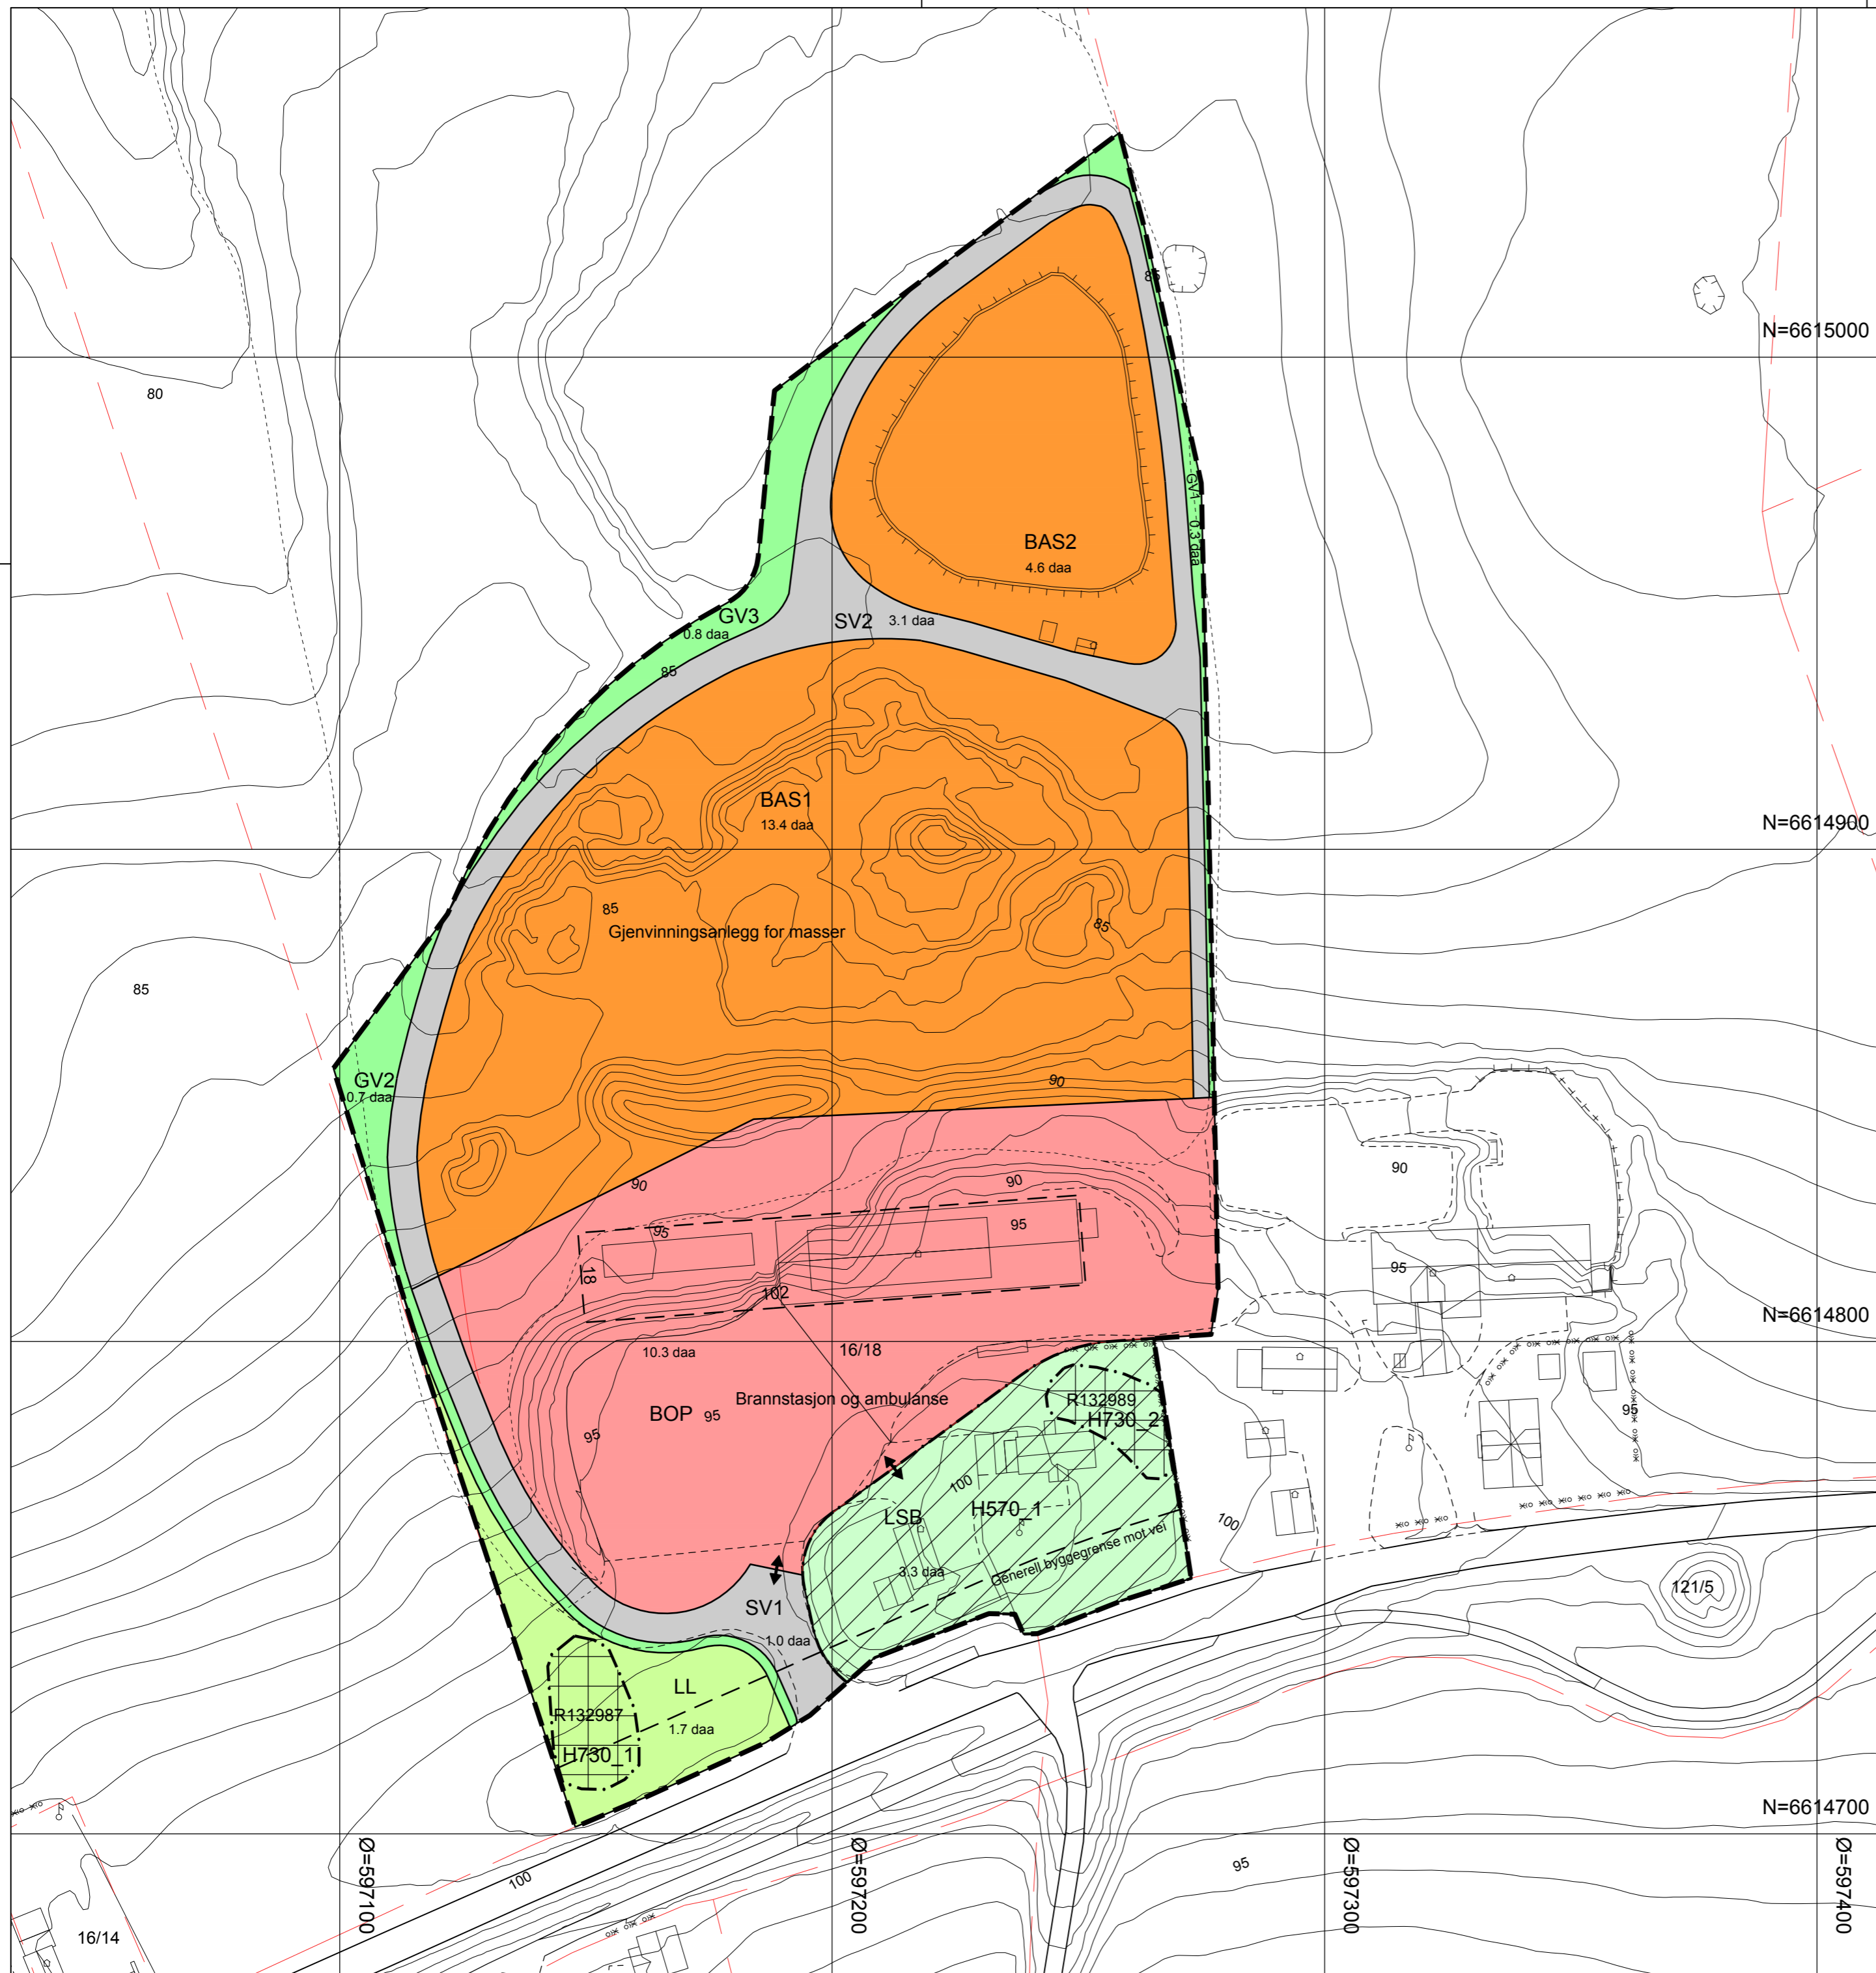 85
N=6615000
80
GV1
0.3 daa
BAS2
4.6 daa
GV3
0.8 daa
SV2 3.1 daa
85
BAS1
13.4 daa
N=6614900
85
85
Gjenvinningsanlegg for masser
85
90
GV2
0.7 daa
90
90
90
95
95
18
95
102
N=6614800
10.3 daa
16/18
Brannstasjon og ambulanse
R132989
H730_2
BOP 95
95
95
100
H570_1
LSB
100
Generell byggegrense mot vei
3.3 daa
121/5
SV1
1.0 daa
LL
R132987
1.7 daa
H730_1
N=6614700
Ø=597100
Ø=597200
Ø=597300
Ø=597400
95
100
16/14